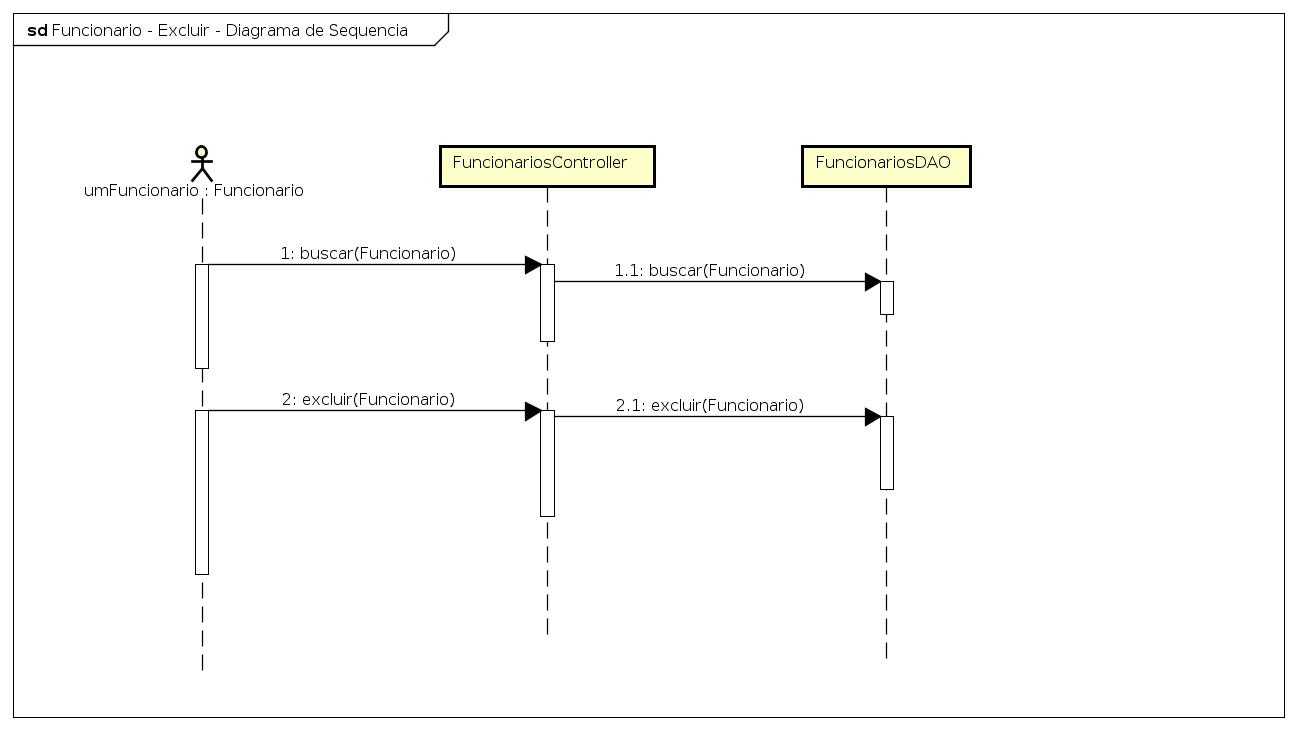 sd Funcionario - Excluir - Diagrama de Sequencia
umFuncionario : Funcionario
FuncionariosController
FuncionariosDAO
1: buscar(Funcionario)
1.1: buscar(Funcionario)
2: excluir(Funcionario)
2.1: excluir(Funcionario)